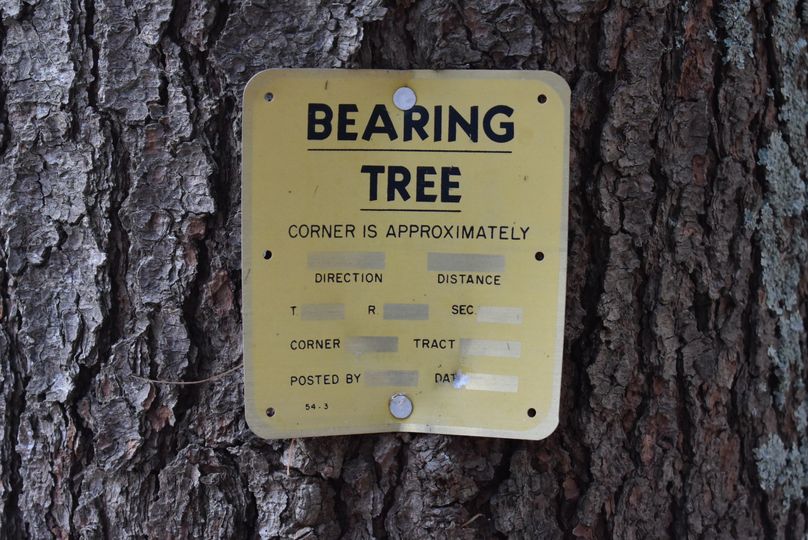 BEARING
TREE
CORNER IS APPROXIMATELY
DIRECTION DISTANCE
T. R. SEC.
CORNER TRACT
POSTED BY DATE
54-3